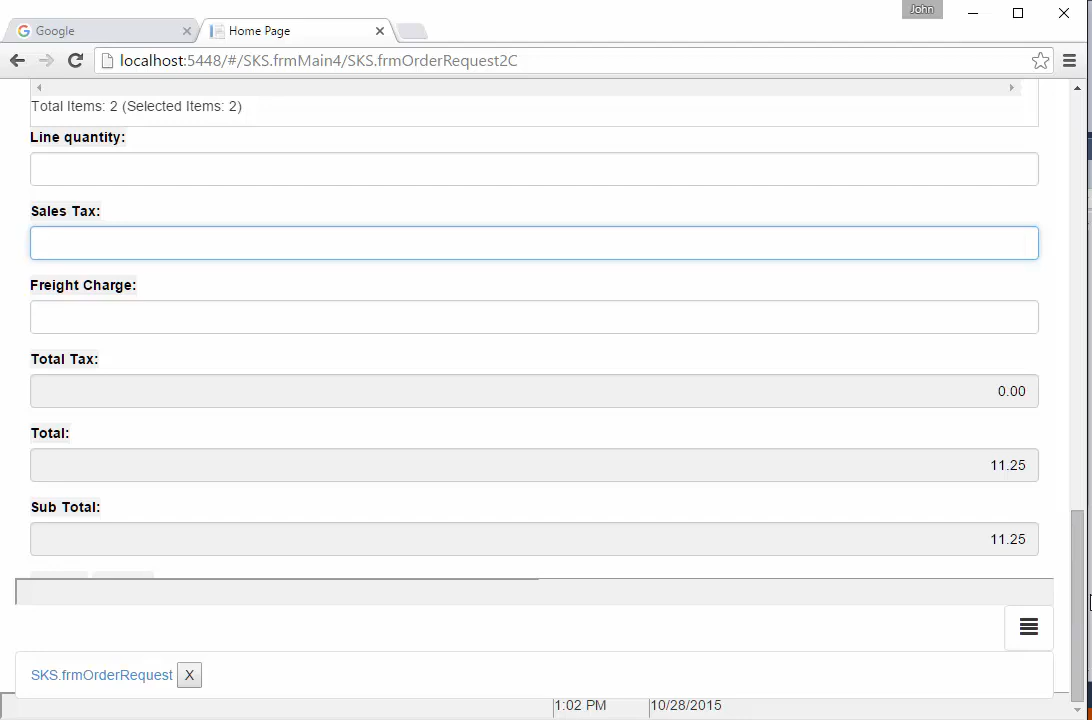 John
Google
Home Page
localhost:5448/#/SKS.frmMain4/SKS.frmOrderRequest2C
Total Items: 2 (Selected Items: 2)
Line quantity:
Sales Tax:
Freight Charge:
Total Tax:
0.00
Total:
11.25
Sub Total:
11.25
SKS.frmOrderRequest X
1:02 PM 10/28/2015